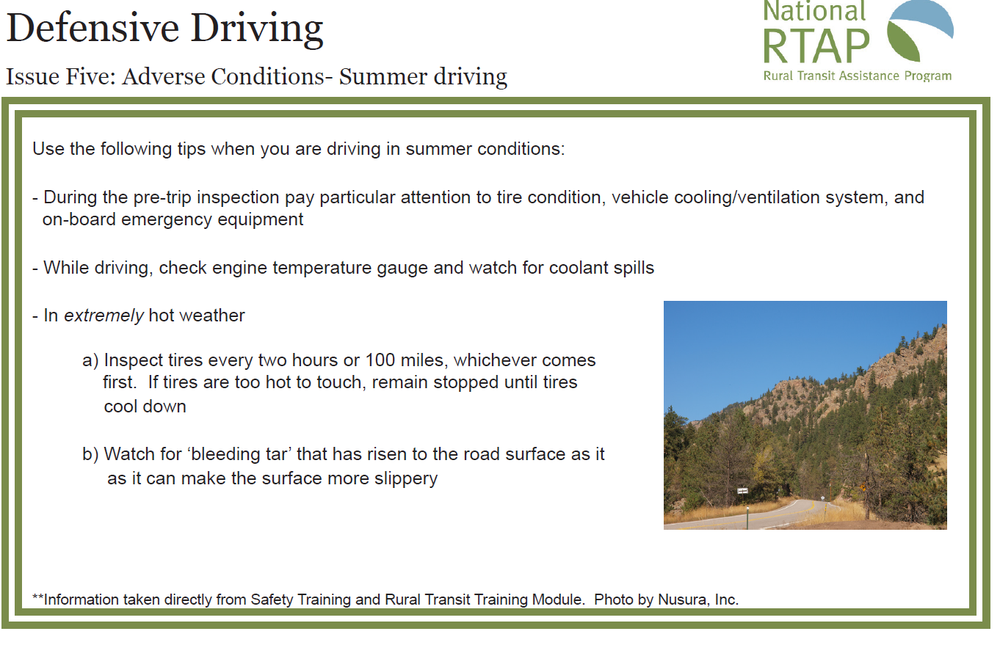 Defensive Driving
National
RTAP
Rural Transit Assistance Program
Issue Five: Adverse Conditions- Summer driving
Use the following tips when you are driving in summer conditions:
- During the pre-trip inspection pay particular attention to tire condition, vehicle cooling/ventilation system, and
on-board emergency equipment
- While driving, check engine temperature gauge and watch for coolant spills
- In extremely hot weather
a) Inspect tires every two hours or 100 miles, whichever comes
first.  If tires are too hot to touch, remain stopped until tires
cool down
b) Watch for ‘bleeding tar’ that has risen to the road surface as it
as it can make the surface more slippery
**Information taken directly from Safety Training and Rural Transit Training Module.  Photo by Nusura, Inc.